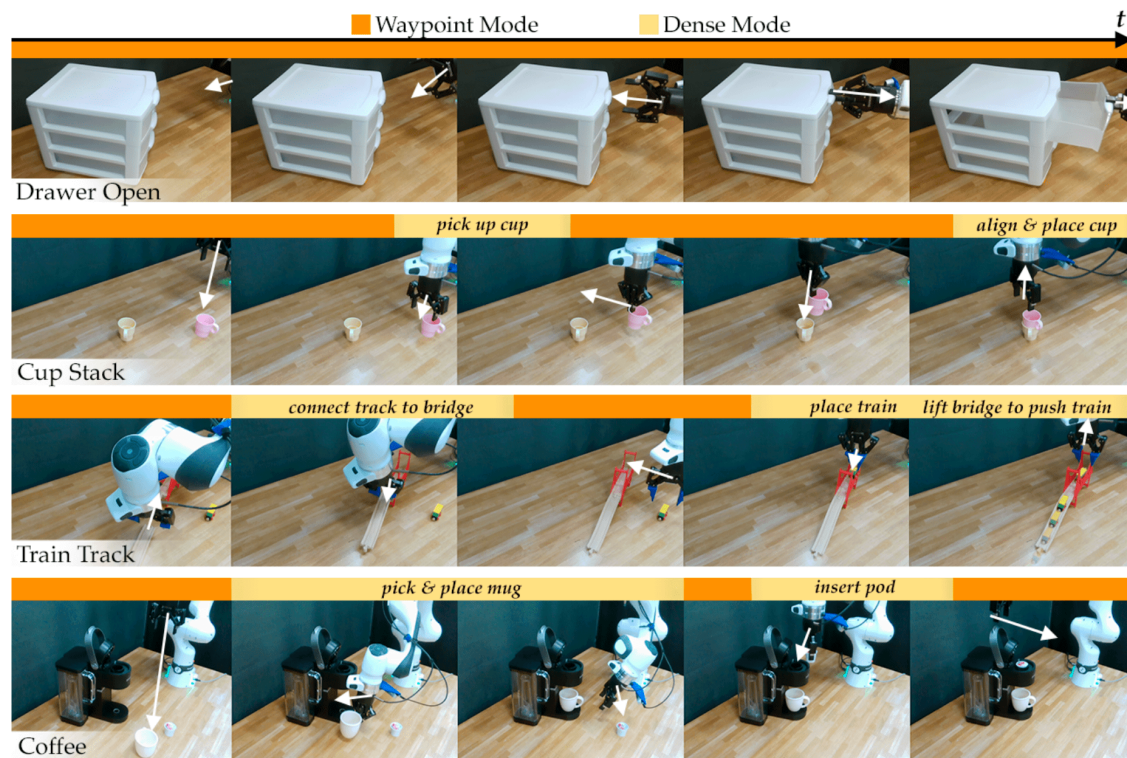 Waypoint Mode
Dense Mode
t
Drawer Open
pick up cup
align & place cup
Cup Stack
connect track to bridge
place train
lift bridge to push train
Train Track
pick & place mug
insert pod
Coffee